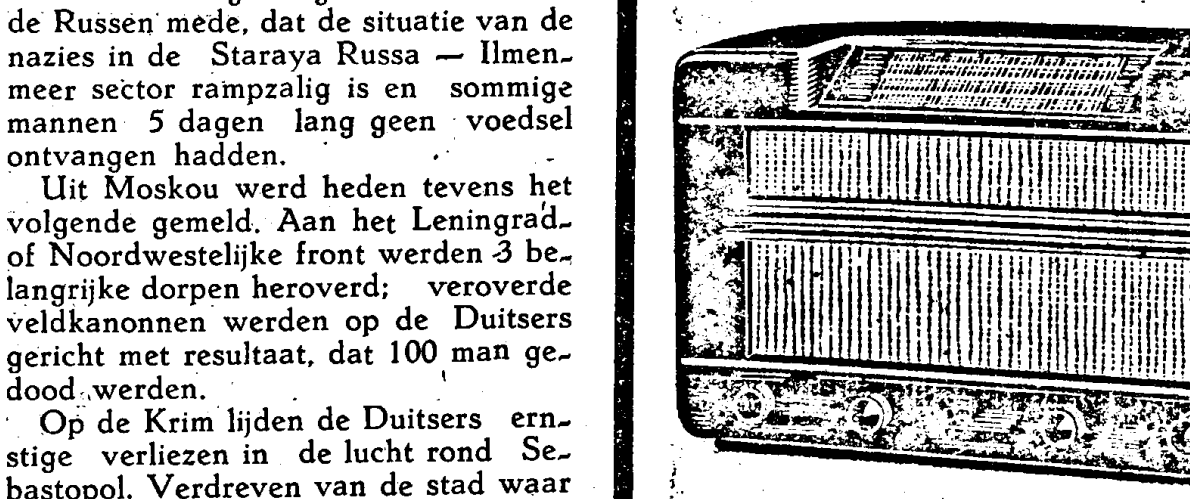 de Russen mede, dat de situatie van de
nazies in de Staraya Russa — Ilmen-
meer sector rampzalig is en sommige
mannen 5 dagen lang geen voedsel
ontvangen hadden.
Uit Moskou werd heden tevens het
volgende gemeld. Aan het Leningrad-
of Noordwestelijke front werden 3 be-
langrijke dorpen heroverd; veroverde
veldkanonnen werden op de Duitsers
gericht met resultaat, dat 100 man ge-
dood werden.
Op de Krim lijden de Duitsers ern-
stige verliezen in de lucht rond Se-
bastopol. Verdreven van de stad waar